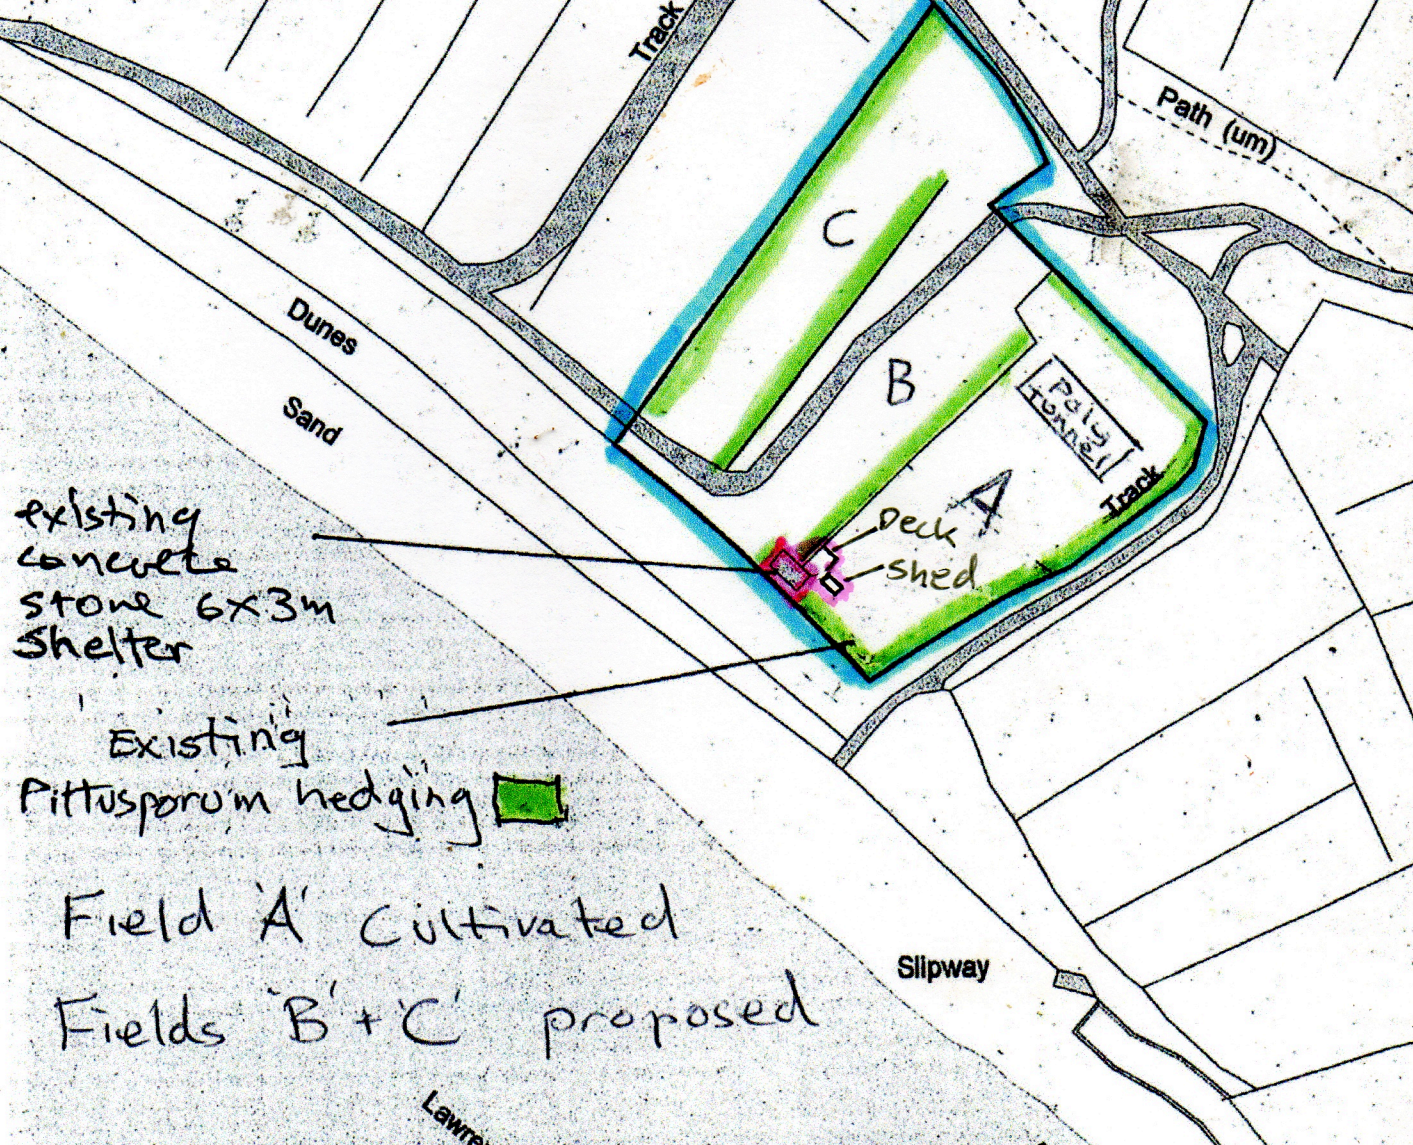 Track
Path (um)
C
Dunes
B
Sand
Poly
Tunnel
Track
A
Deck
shed
existing
concrete
stone 6x3m
Shelter
Existing
Pittusporum hedging
Field 'A' Cultivated
Slipway
Fields 'B' + 'C' proposed